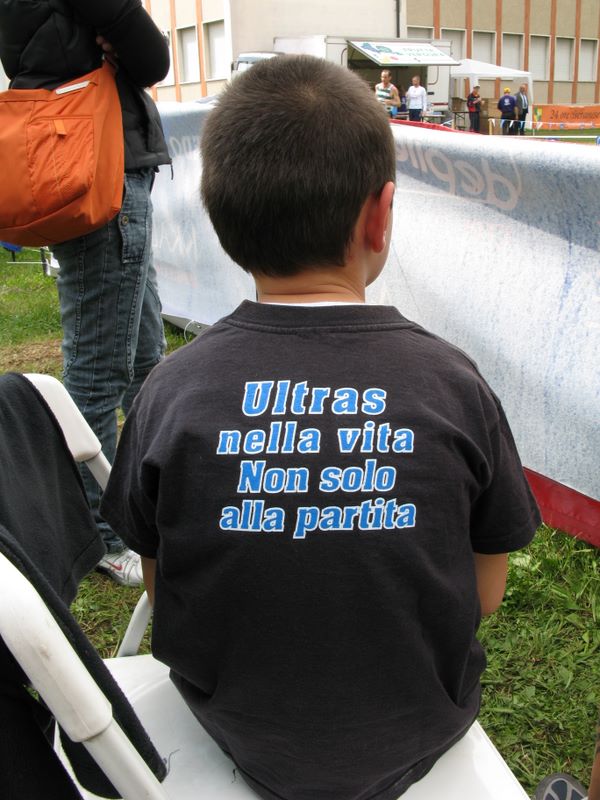 Ultras
nella vita
Non solo
alla partita